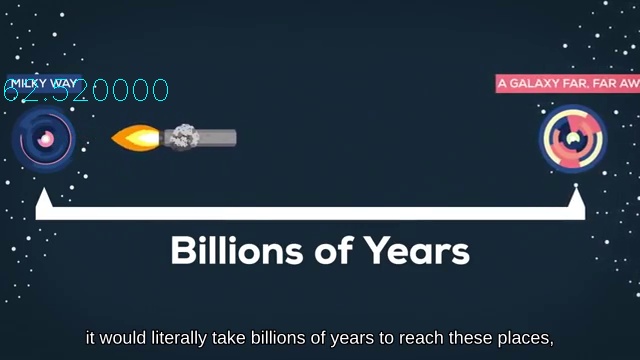 MILKY WAY
62.520000
A GALAXY FAR, FAR AW
Billions of Years
it would literally take billions of years to reach these places,